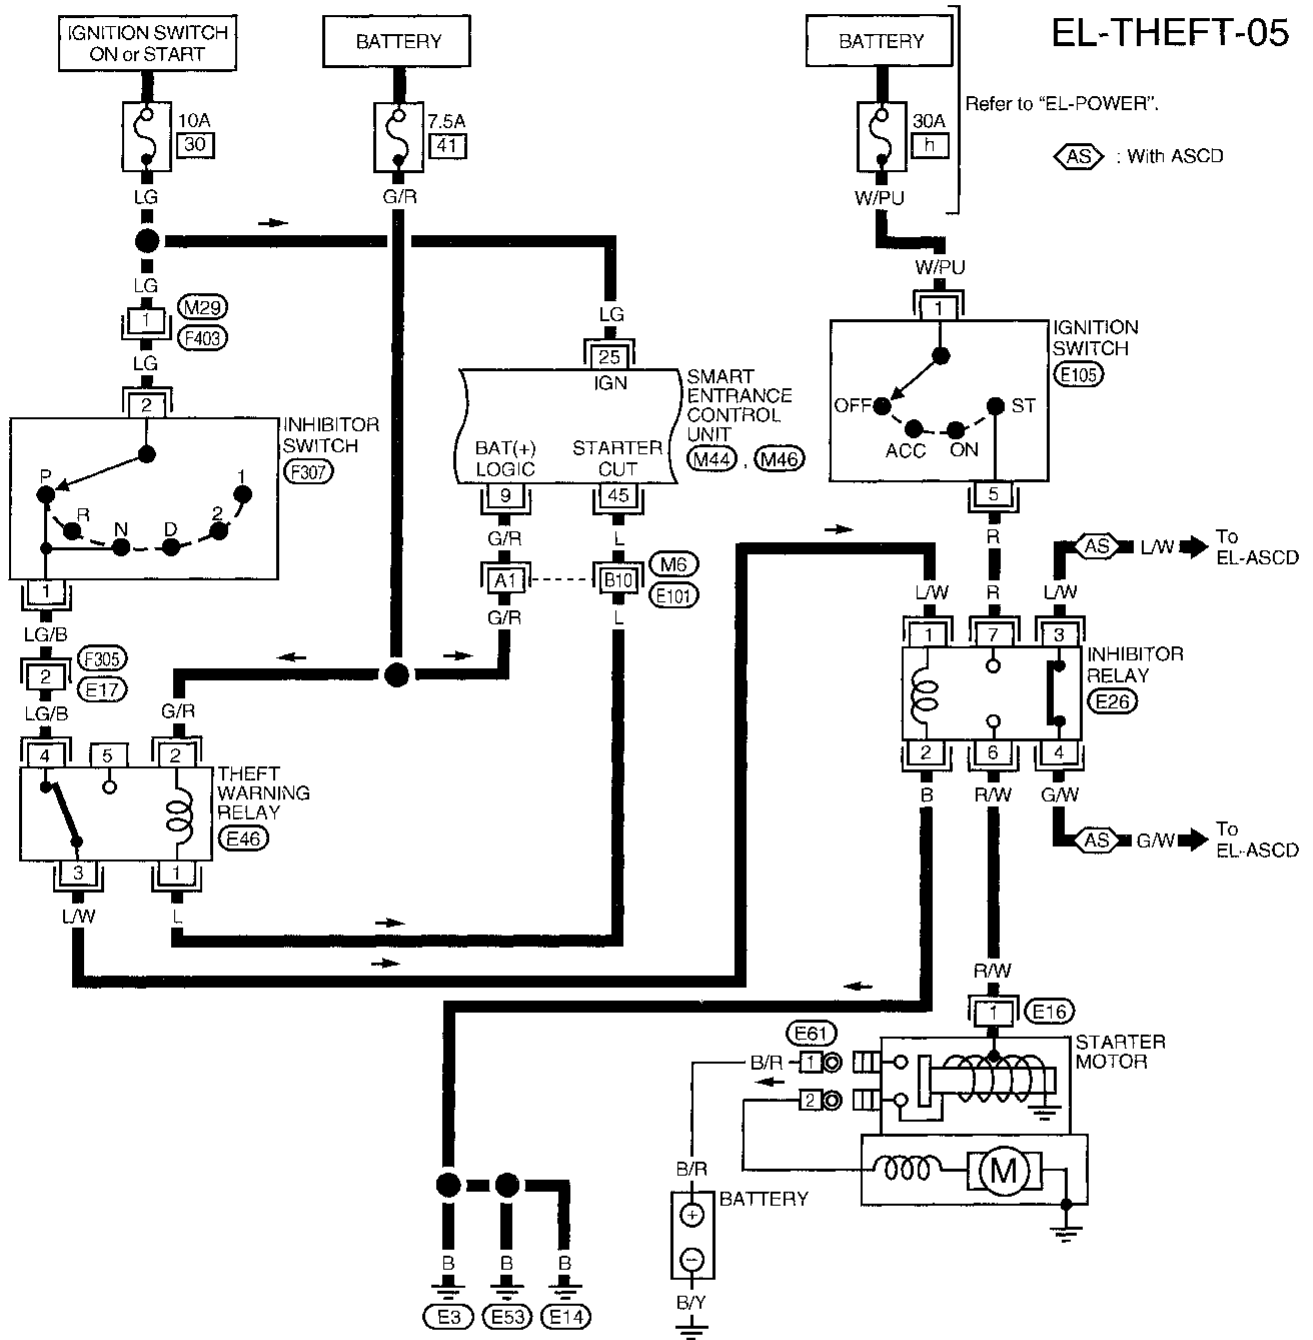 EL-THEFT-05
IGNITION SWITCH
ON or START
BATTERY
BATTERY
Refer to "EL-POWER".
10A
30
7.5A
41
30A
h
AS : With ASCD
LG
G/R
W/PU
W/PU
LG
1
M29
F403
LG
LG
2
INHIBITOR
SWITCH
F307
P
R
N
D
2
1
1
LG/B
2
F305
E17
LG/B
25
IGN
SMART
ENTRANCE
CONTROL
UNIT
M44 , M46
BAT(+)
LOGIC
STARTER
CUT
9
45
G/R
L
A1
B10
M6
E101
G/R
L
1
IGNITION
SWITCH
E105
OFF
ACC
ON
ST
5
R
R
L/W
L/W
AS
L/W
To
EL-ASCD
1
7
3
INHIBITOR
RELAY
E26
2
6
4
B
R/W
G/W
AS
G/W
To
EL-ASCD
G/R
4
5
2
THEFT
WARNING
RELAY
E46
3
1
L/W
L
R/W
1
E16
STARTER
MOTOR
E61
B/R
1
2
M
B/R
BATTERY
+
−
B/Y
B
B
B
E3
E53
E14